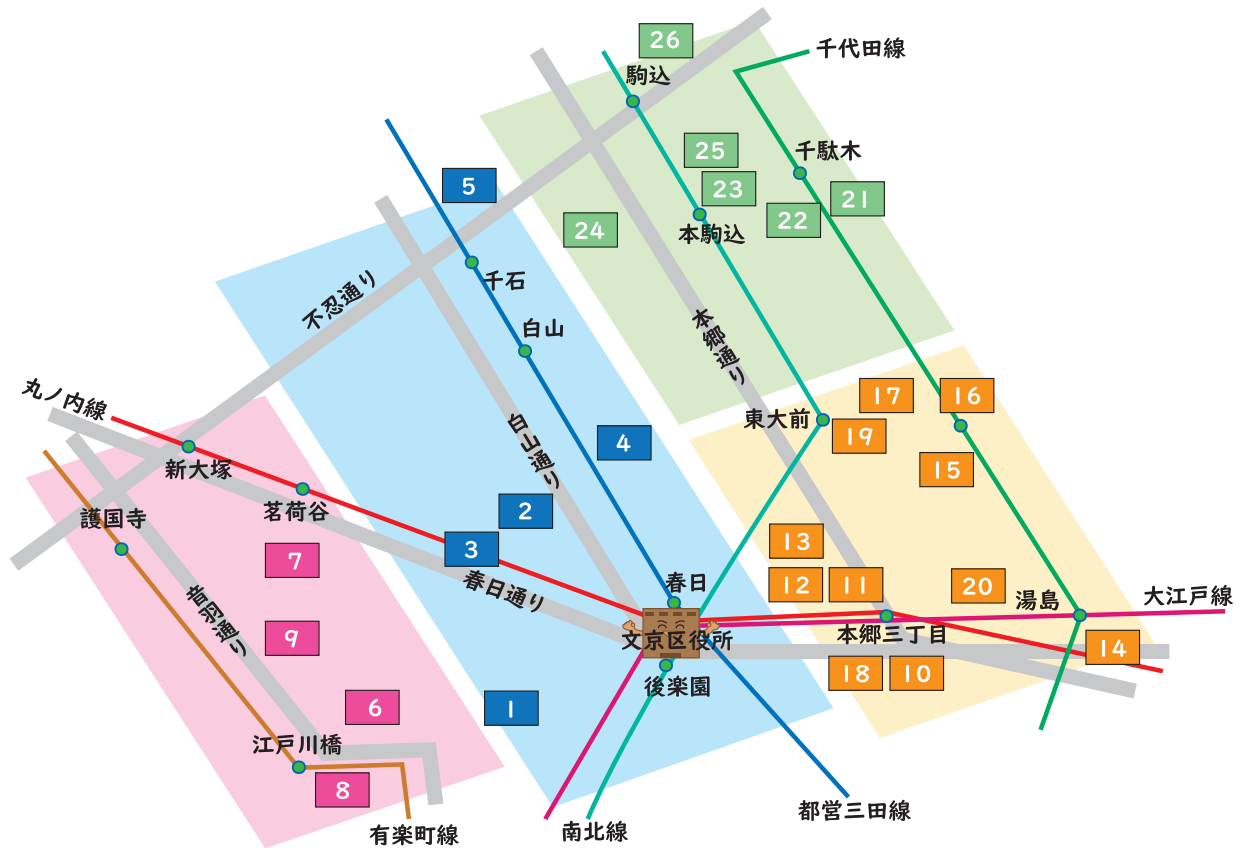 26
千代田線
駒込
25
千駄木
5
23
21
24
22
本駒込
千石
不忍通り
白山
本郷通り
丸ノ内線
17
16
東大前
19
白山通り
4
新大塚
15
茗荷谷
2
護国寺
13
3
7
春日通り
春日
12
11
20
湯島
大江戸線
音羽通り
9
文京区役所
本郷三丁目
14
後楽園
18
10
6
1
江戸川橋
8
有楽町線
南北線
都営三田線